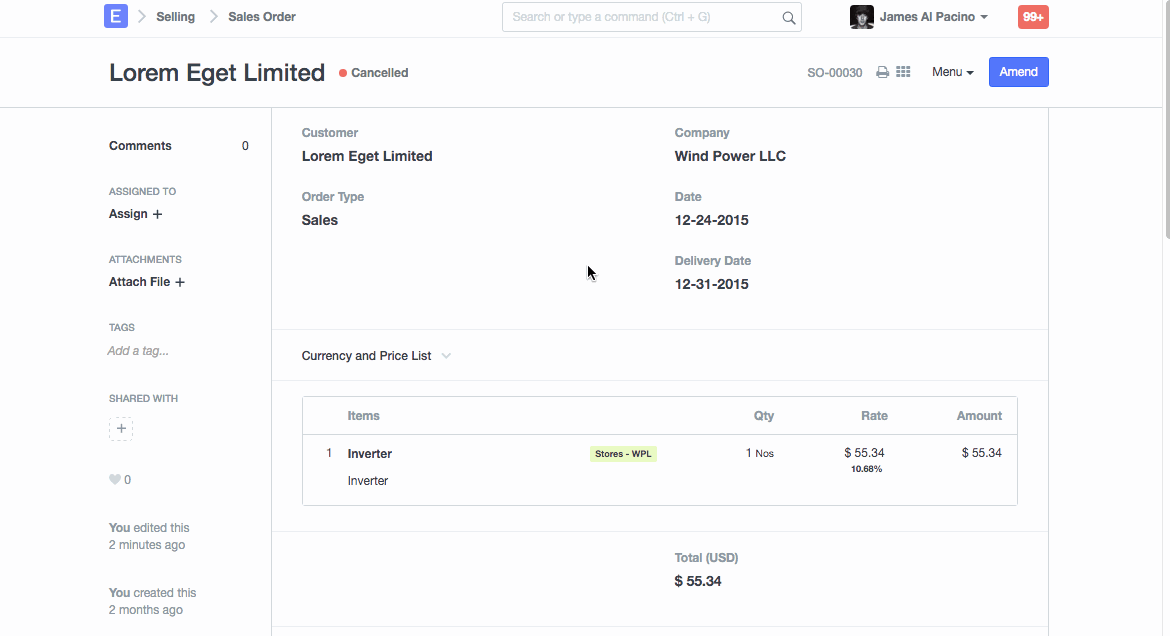 E Selling Sales Order Search or type a command (Ctrl + G) James Al Pacino 99+
Lorem Eget Limited Cancelled SO-00030 Menu Amend
Comments 0
ASSIGNED TO
Assign +
ATTACHMENTS
Attach File +
TAGS
Add a tag...
SHARED WITH
+
0
You edited this
2 minutes ago
You created this
2 months ago
Customer
Lorem Eget Limited
Order Type
Sales
Company
Wind Power LLC
Date
12-24-2015
Delivery Date
12-31-2015
Currency and Price List
Items Qty Rate Amount
1 Inverter Stores - WPL 1 Nos $ 55.34 $ 55.34
10.68%
Inverter
Total (USD)
$ 55.34